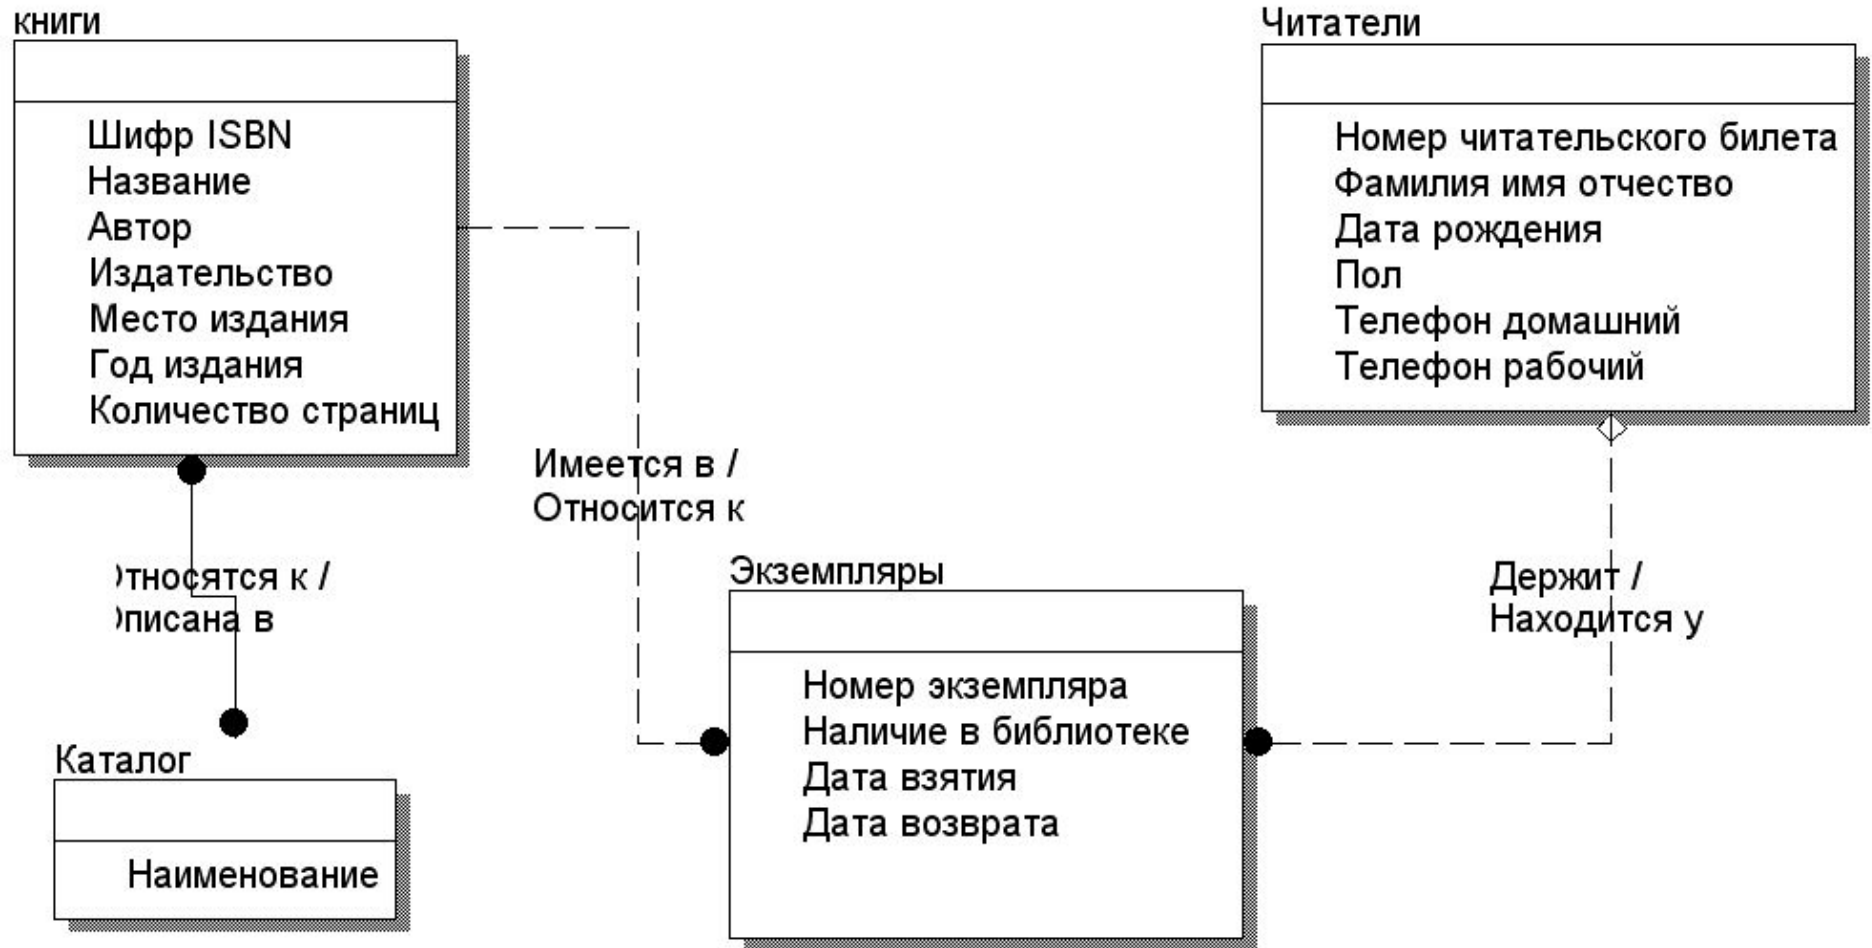 книги
Шифр ISBN
Название
Автор
Издательство
Место издания
Год издания
Количество страниц
Читатели
Номер читательского билета
Фамилия имя отчество
Дата рождения
Пол
Телефон домашний
Телефон рабочий
Имеется в /
Относится к
тносятся к /
писана в
Держит /
Находится у
Экземпляры
Номер экземпляра
Наличие в библиотеке
Дата взятия
Дата возврата
Каталог
Наименование